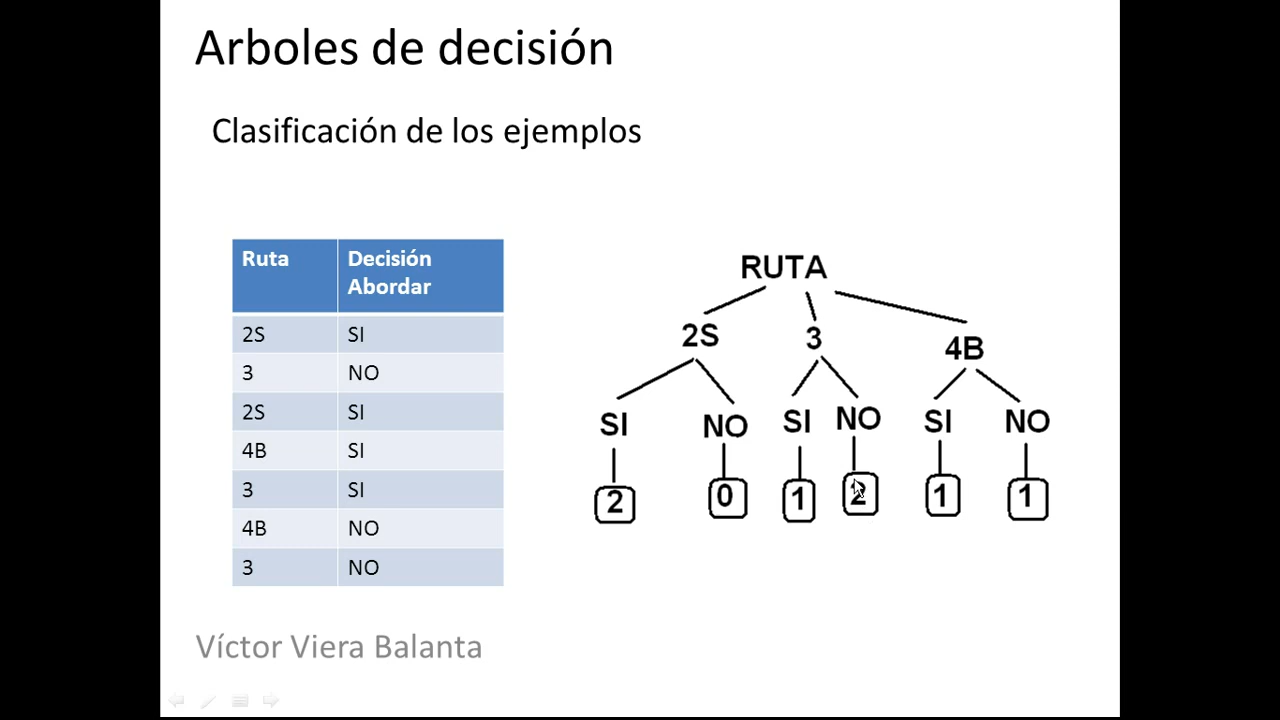 Arboles de decisión
Clasificación de los ejemplos
Ruta Decisión Abordar
2S SI
3 NO
2S SI
4B SI
3 SI
4B NO
3 NO
RUTA
2S 3 4B
SI NO SI NO SI NO
2 0 1 2 1 1
Víctor Viera Balanta